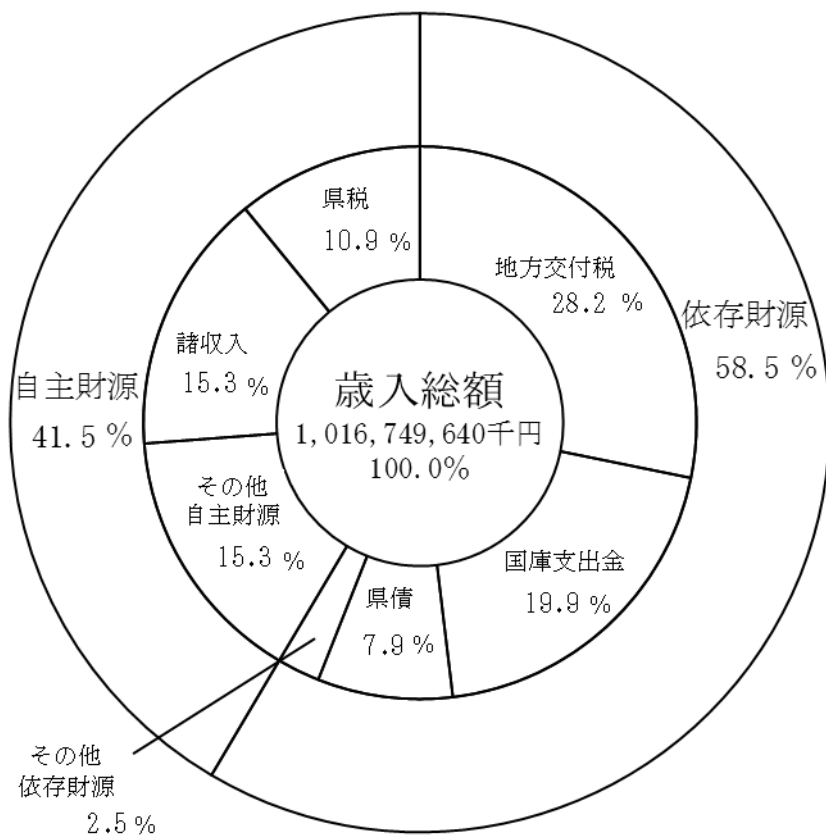 県税
10.9 %
地方交付税
28.2 %
依存財源
58.5 %
諸収入
15.3 %
自主財源
41.5 %
歳入総額
1,016,749,640千円
100.0%
その他
自主財源
15.3 %
国庫支出金
19.9 %
県債
7.9 %
その他
依存財源
2.5 %